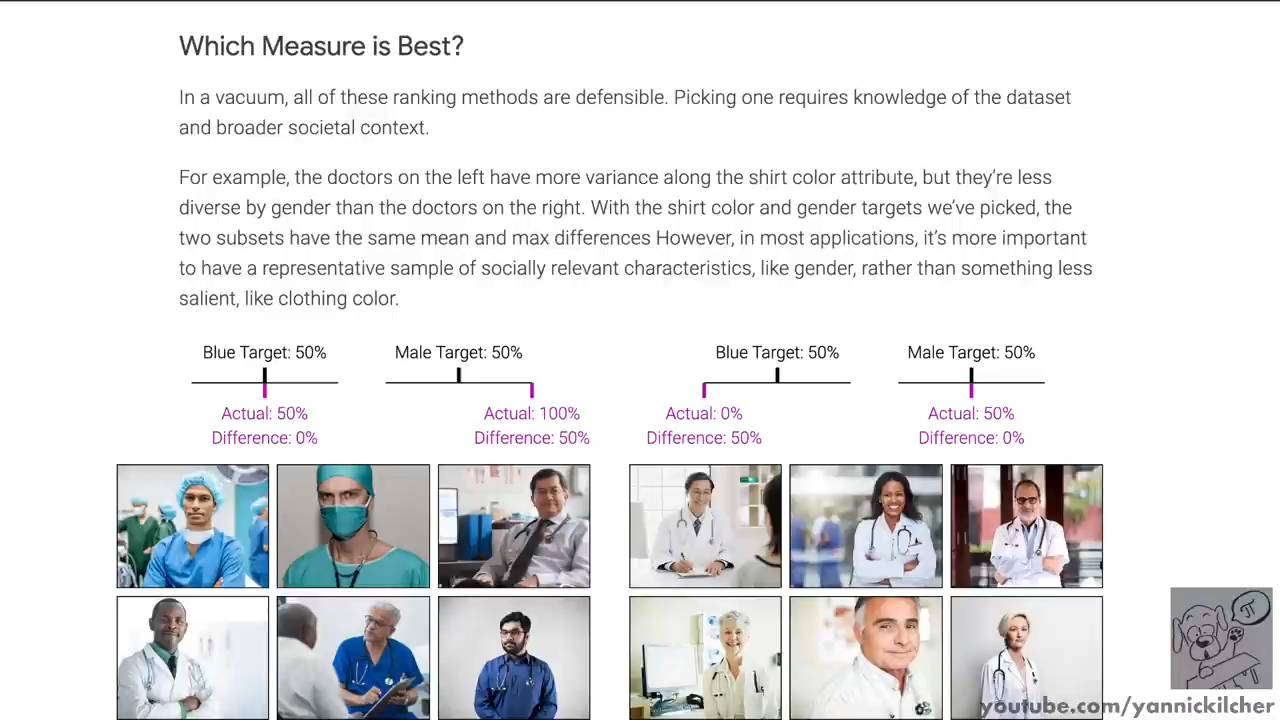 Which Measure is Best?
In a vacuum, all of these ranking methods are defensible. Picking one requires knowledge of the dataset
and broader societal context.
For example, the doctors on the left have more variance along the shirt color attribute, but they're less
diverse by gender than the doctors on the right. With the shirt color and gender targets we've picked, the
two subsets have the same mean and max differences However, in most applications, it's more important
to have a representative sample of socially relevant characteristics, like gender, rather than something less
salient, like clothing color.
Blue Target: 50%
Male Target: 50%
Blue Target: 50%
Male Target: 50%
Actual: 50%
Difference: 0%
Actual: 100%
Difference: 50%
Actual: 0%
Difference: 50%
Actual: 50%
Difference: 0%
π
youtube.com/yannickilcher